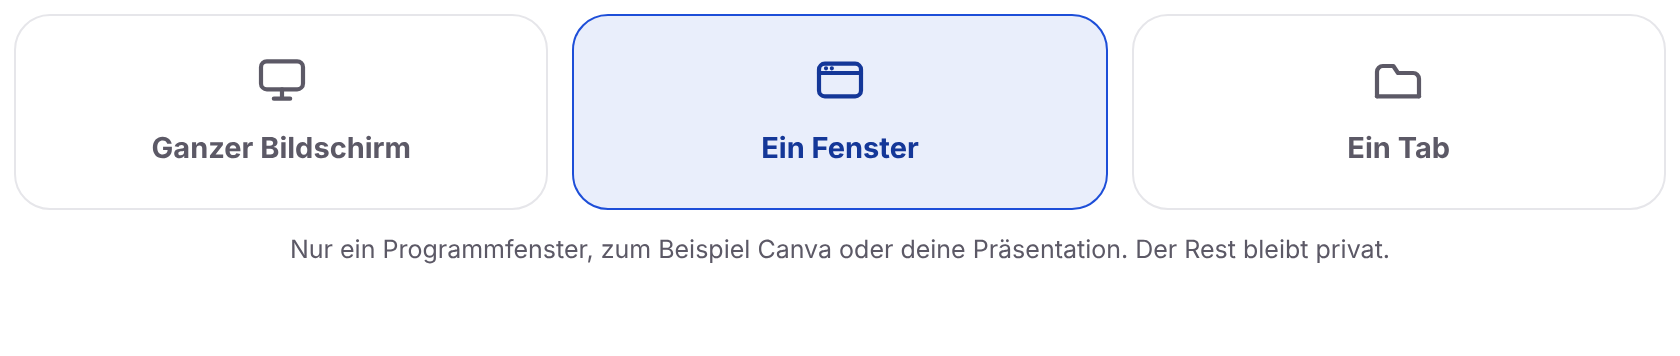 Ganzer Bildschirm
Ein Fenster
Ein Tab
Nur ein Programmfenster, zum Beispiel Canva oder deine Präsentation. Der Rest bleibt privat.